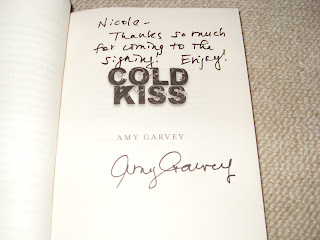 Nicole-
Thanks so much
for coming to the
signing! Enjoy!
COLD
KISS
AMY GARVEY
Amy Garvey